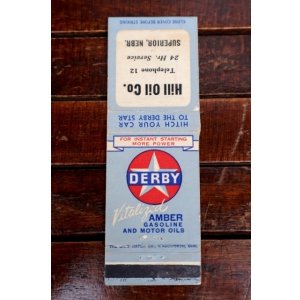 CLOSE COVER BEFORE STRIKING
Hill Oil Co.
Telephone 12
24 Hr. Service
SUPERIOR, NEBR.
HITCH YOUR CAR
TO THE DERBY STAR
FOR INSTANT STARTING
MORE POWER
DERBY
Vitalized
AMBER
GASOLINE
AND MOTOR OILS